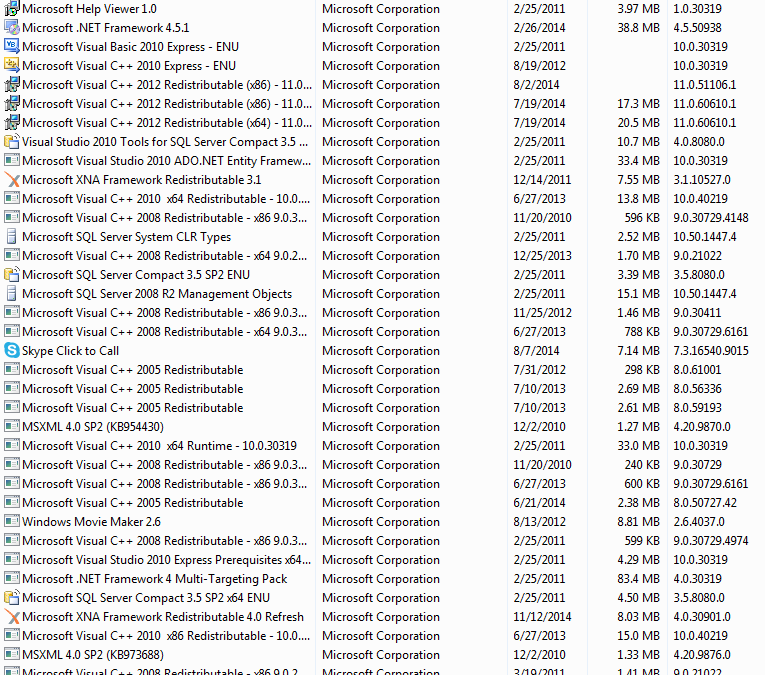 Microsoft Help Viewer 1.0 Microsoft Corporation 2/25/2011 3.97 MB 1.0.30319
Microsoft .NET Framework 4.5.1 Microsoft Corporation 2/26/2014 38.8 MB 4.5.50938
Microsoft Visual Basic 2010 Express - ENU Microsoft Corporation 2/25/2011 10.0.30319
Microsoft Visual C++ 2010 Express - ENU Microsoft Corporation 8/19/2012 10.0.30319
Microsoft Visual C++ 2012 Redistributable (x86) - 11.0... Microsoft Corporation 8/2/2014 11.0.51106.1
Microsoft Visual C++ 2012 Redistributable (x86) - 11.0... Microsoft Corporation 7/19/2014 17.3 MB 11.0.60610.1
Microsoft Visual C++ 2012 Redistributable (x64) - 11.0... Microsoft Corporation 7/19/2014 20.5 MB 11.0.60610.1
Visual Studio 2010 Tools for SQL Server Compact 3.5 ... Microsoft Corporation 2/25/2011 10.7 MB 4.0.8080.0
Microsoft Visual Studio 2010 ADO.NET Entity Framew... Microsoft Corporation 2/25/2011 33.4 MB 10.0.30319
Microsoft XNA Framework Redistributable 3.1 Microsoft Corporation 12/14/2011 7.55 MB 3.1.10527.0
Microsoft Visual C++ 2010 x64 Redistributable - 10.0.... Microsoft Corporation 6/27/2013 13.8 MB 10.0.40219
Microsoft Visual C++ 2008 Redistributable - x86 9.0.3... Microsoft Corporation 11/20/2010 596 KB 9.0.30729.4148
Microsoft SQL Server System CLR Types Microsoft Corporation 2/25/2011 2.52 MB 10.50.1447.4
Microsoft Visual C++ 2008 Redistributable - x64 9.0.2... Microsoft Corporation 12/25/2013 1.70 MB 9.0.21022
Microsoft SQL Server Compact 3.5 SP2 ENU Microsoft Corporation 2/25/2011 3.39 MB 3.5.8080.0
Microsoft SQL Server 2008 R2 Management Objects Microsoft Corporation 2/25/2011 15.1 MB 10.50.1447.4
Microsoft Visual C++ 2008 Redistributable - x86 9.0.3... Microsoft Corporation 11/25/2012 1.46 MB 9.0.30411
Microsoft Visual C++ 2008 Redistributable - x64 9.0.3... Microsoft Corporation 6/27/2013 788 KB 9.0.30729.6161
Skype Click to Call Microsoft Corporation 8/7/2014 7.14 MB 7.3.16540.9015
Microsoft Visual C++ 2005 Redistributable Microsoft Corporation 7/31/2012 298 KB 8.0.61001
Microsoft Visual C++ 2005 Redistributable Microsoft Corporation 7/10/2013 2.69 MB 8.0.56336
Microsoft Visual C++ 2005 Redistributable Microsoft Corporation 7/10/2013 2.61 MB 8.0.59193
MSXML 4.0 SP2 (KB954430) Microsoft Corporation 12/2/2010 1.27 MB 4.20.9870.0
Microsoft Visual C++ 2010 x64 Runtime - 10.0.30319 Microsoft Corporation 2/25/2011 33.0 MB 10.0.30319
Microsoft Visual C++ 2008 Redistributable - x86 9.0.3... Microsoft Corporation 11/20/2010 240 KB 9.0.30729
Microsoft Visual C++ 2008 Redistributable - x86 9.0.3... Microsoft Corporation 6/27/2013 600 KB 9.0.30729.6161
Microsoft Visual C++ 2005 Redistributable Microsoft Corporation 6/21/2014 2.38 MB 8.0.50727.42
Windows Movie Maker 2.6 Microsoft Corporation 8/13/2012 8.81 MB 2.6.4037.0
Microsoft Visual C++ 2008 Redistributable - x86 9.0.3... Microsoft Corporation 2/25/2011 599 KB 9.0.30729.4974
Microsoft Visual Studio 2010 Express Prerequisites x64... Microsoft Corporation 2/25/2011 4.29 MB 10.0.30319
Microsoft .NET Framework 4 Multi-Targeting Pack Microsoft Corporation 2/25/2011 83.4 MB 4.0.30319
Microsoft SQL Server Compact 3.5 SP2 x64 ENU Microsoft Corporation 2/25/2011 4.50 MB 3.5.8080.0
Microsoft XNA Framework Redistributable 4.0 Refresh Microsoft Corporation 11/12/2014 8.03 MB 4.0.30901.0
Microsoft Visual C++ 2010 x86 Redistributable - 10.0.... Microsoft Corporation 6/27/2013 15.0 MB 10.0.40219
MSXML 4.0 SP2 (KB973688) Microsoft Corporation 12/2/2010 1.33 MB 4.20.9876.0
Microsoft Visual C++ 2008 Redistributable - x86 9.0.2... Microsoft Corporation 3/19/2011 1.41 MB 9.0.21022